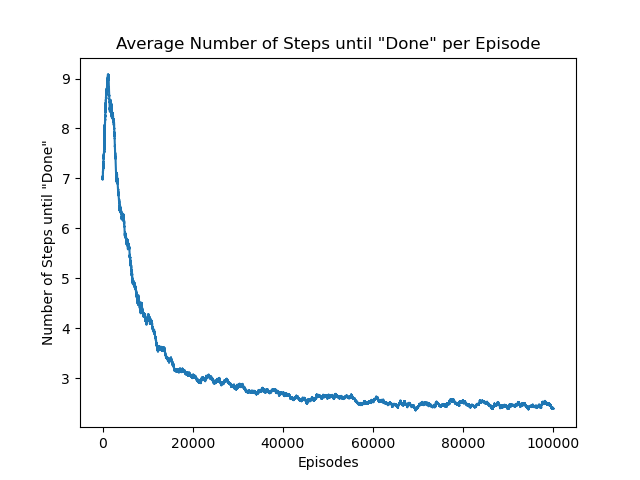 Average Number of Steps until "Done" per Episode
Number of Steps until "Done"
9
8
7
6
5
4
3
0 20000 40000 60000 80000 100000
Episodes